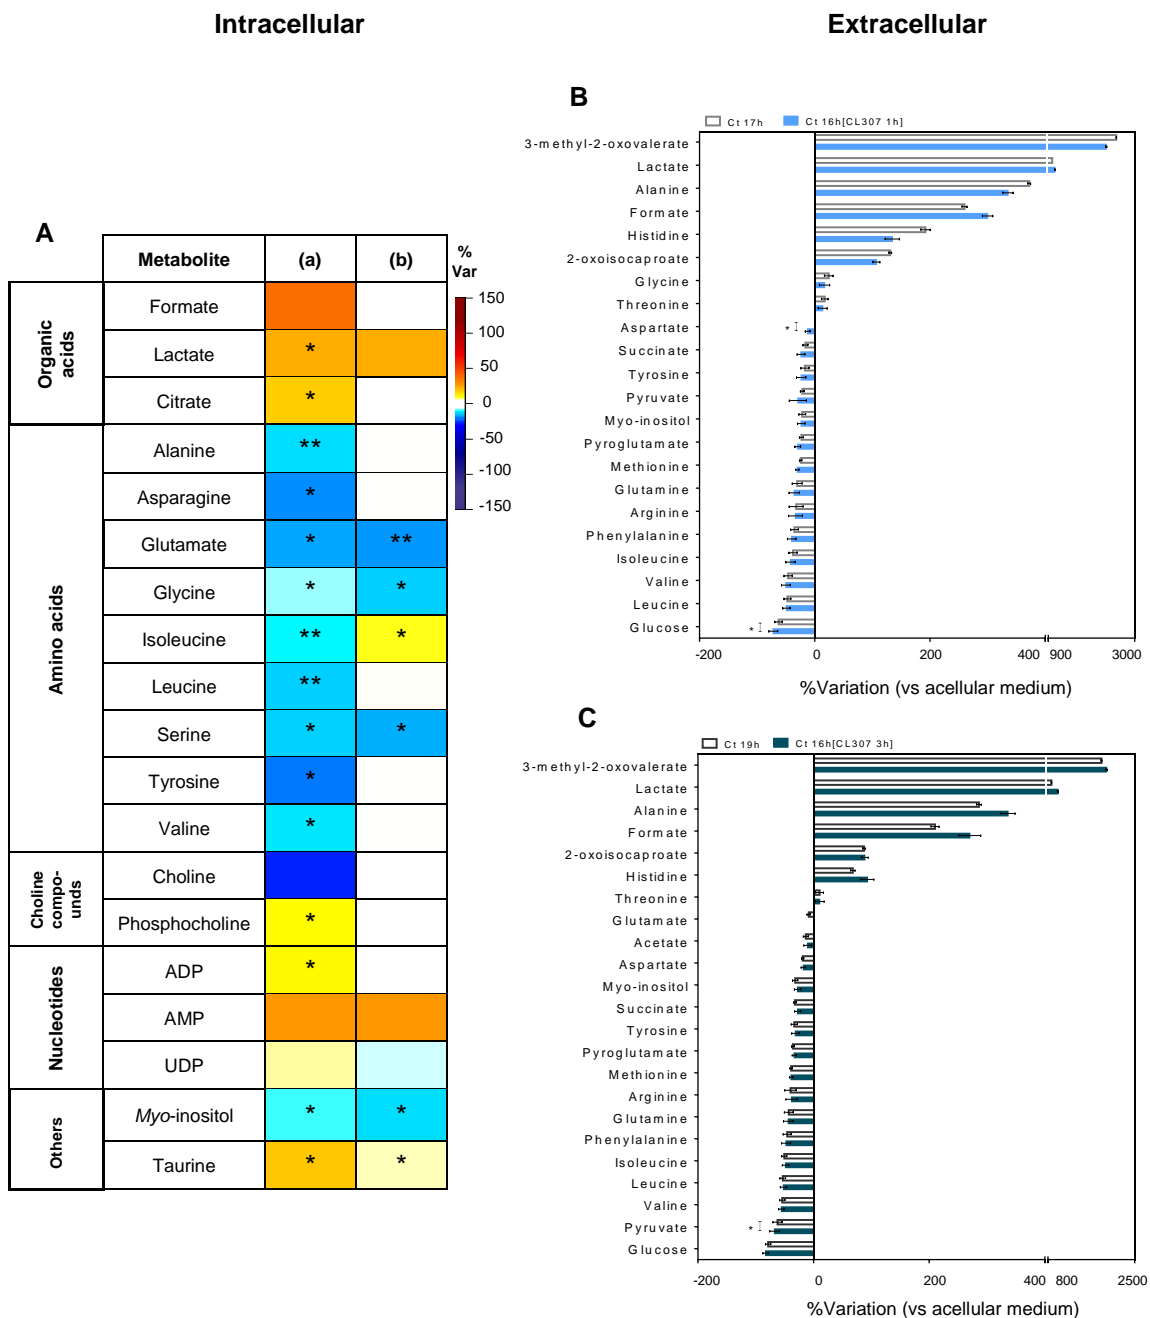 Intracellular
Extracellular
A
Metabolite (a) (b)
% Var
150
100
50
0
-50
-100
-150
Organic acids
Formate
Lactate * 
Citrate *
Amino acids
Alanine **
Asparagine *
Glutamate * **
Glycine * *
Isoleucine ** *
Leucine **
Serine * *
Tyrosine *
Valine *
Choline compo-unds
Choline
Phosphocholine *
Nucleotides
ADP *
AMP
UDP
Others
Myo-inositol * *
Taurine * *
B
Ct 17h Ct 16h[CL307 1h]
3-methyl-2-oxovalerate
Lactate
Alanine
Formate
Histidine
2-oxoisocaproate
Glycine
Threonine
Aspartate *
Succinate
Tyrosine
Pyruvate
Myo-inositol
Pyroglutamate
Methionine
Glutamine
Arginine
Phenylalanine
Isoleucine
Valine
Leucine
Glucose *
-200 0 200 400 900 3000
%Variation (vs acellular medium)
C
Ct 19h Ct 16h[CL307 3h]
3-methyl-2-oxovalerate
Lactate
Alanine
Formate
2-oxoisocaproate
Histidine
Threonine
Glutamate
Acetate
Aspartate
Myo-inositol
Succinate
Tyrosine
Pyroglutamate
Methionine
Arginine
Glutamine
Phenylalanine
Isoleucine
Leucine
Valine
Pyruvate *
Glucose
-200 0 200 400 800 2500
%Variation (vs acellular medium)